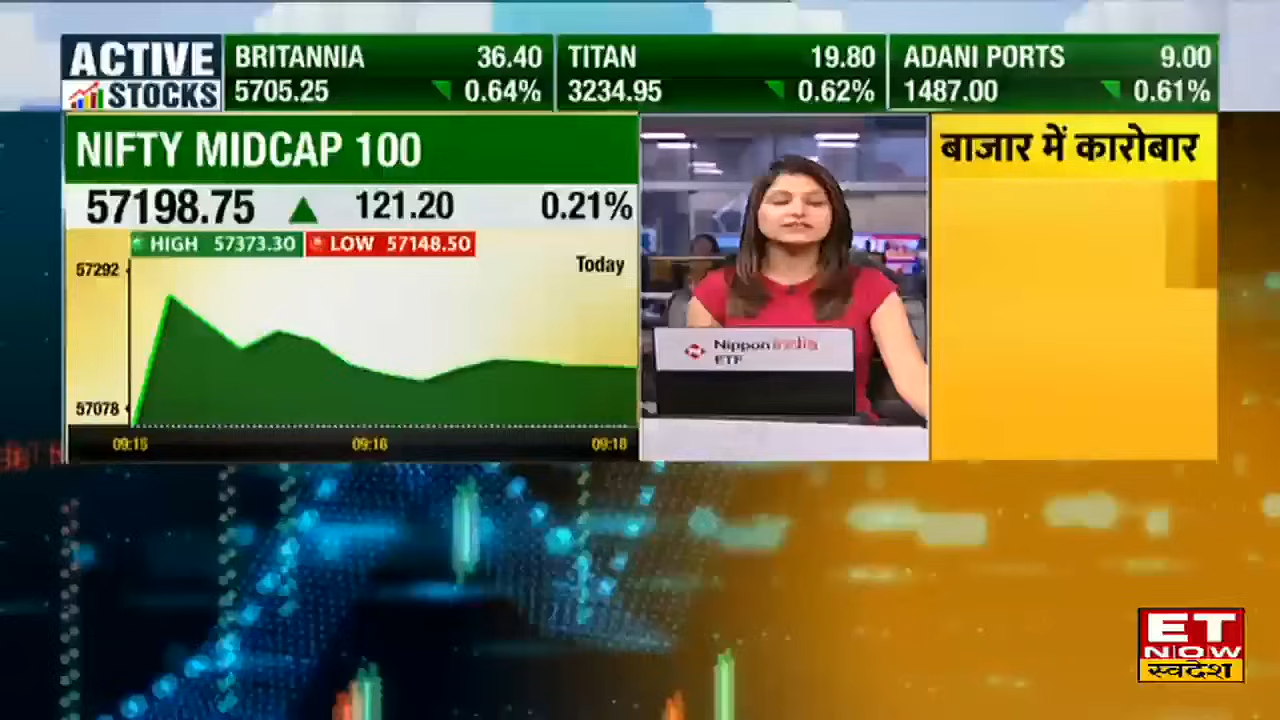 ACTIVE
STOCKS
BRITANNIA 36.40
5705.25 0.64%
TITAN 19.80
3234.95 0.62%
ADANI PORTS 9.00
1487.00 0.61%
NIFTY MIDCAP 100
57198.75 121.20 0.21%
HIGH 57373.30 LOW 57148.50
Today
57292
57078
09:15 09:16 09:18
Nippon india
ETF
बाजार में कारोबार
ET
NOW
स्वदेश